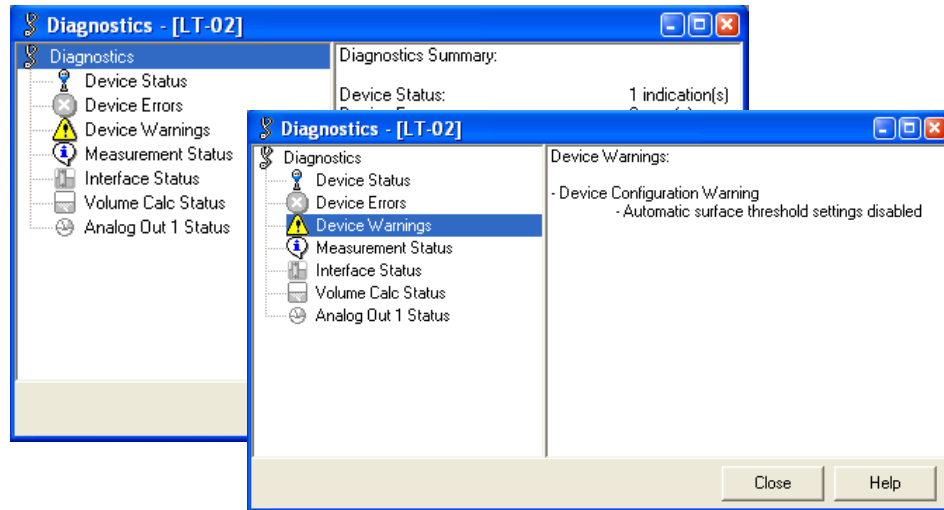 Diagnostics - [LT-02]
Diagnostics
Device Status
Device Errors
Device Warnings
Measurement Status
Interface Status
Volume Calc Status
Analog Out 1 Status
Diagnostics Summary:
Device Status: 1 indication(s)
Diagnostics - [LT-02]
Diagnostics
Device Status
Device Errors
Device Warnings
Measurement Status
Interface Status
Volume Calc Status
Analog Out 1 Status
Device Warnings:
- Device Configuration Warning
- Automatic surface threshold settings disabled
Close
Help